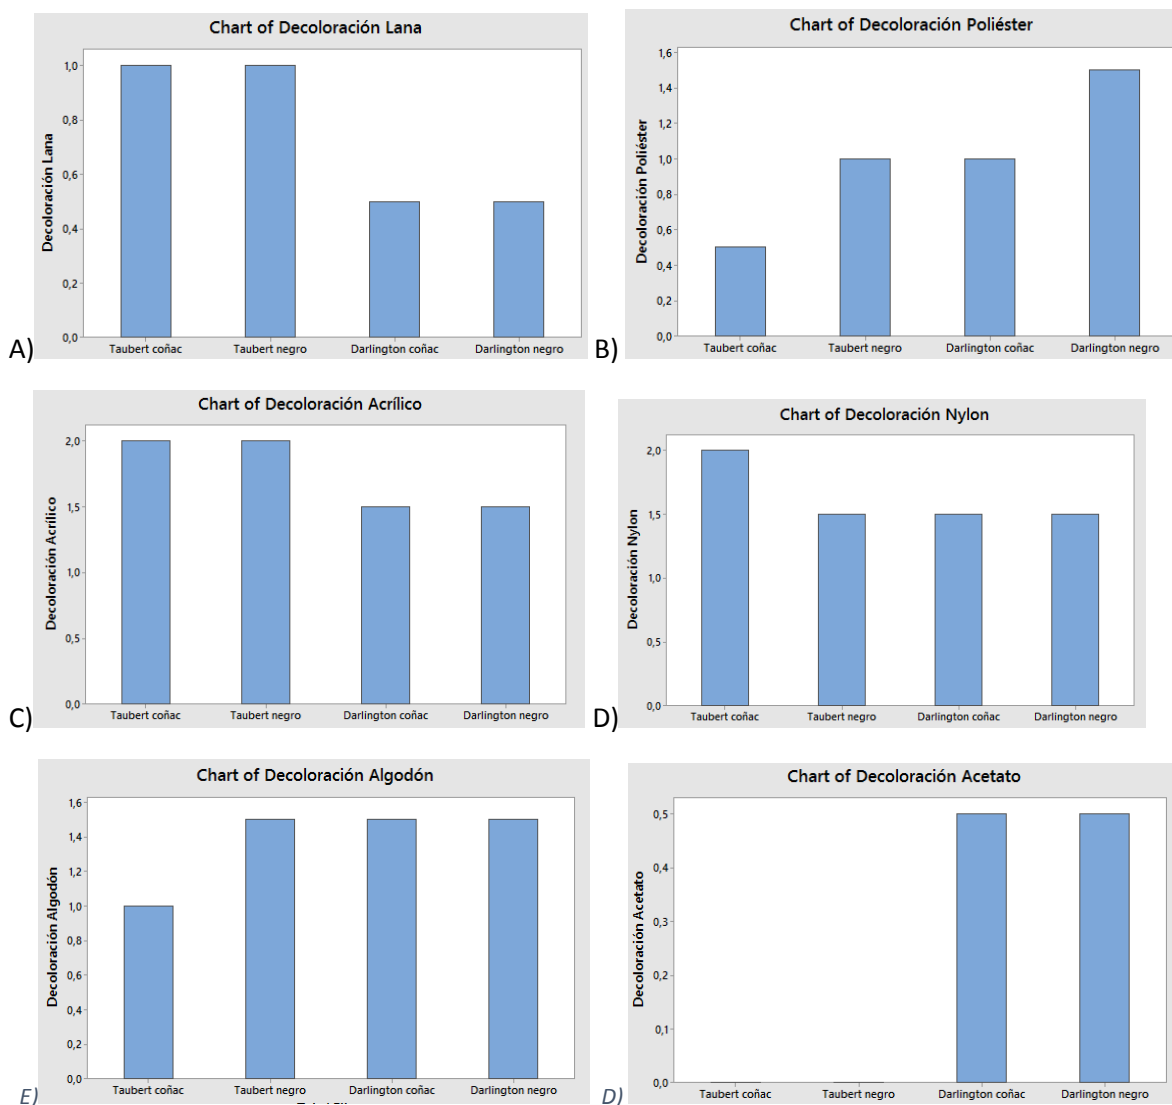 Chart of Decoloración Lana
Decoloración Lana
1,0
0,8
0,6
0,4
0,2
0,0
Taubert coñac Taubert negro Darlington coñac Darlington negro
A)
Chart of Decoloración Poliéster
Decoloración Poliéster
1,6
1,4
1,2
1,0
0,8
0,6
0,4
0,2
0,0
Taubert coñac Taubert negro Darlington coñac Darlington negro
B)
Chart of Decoloración Acrílico
Decoloración Acrílico
2,0
1,5
1,0
0,5
0,0
Taubert coñac Taubert negro Darlington coñac Darlington negro
C)
Chart of Decoloración Nylon
Decoloración Nylon
2,0
1,5
1,0
0,5
0,0
Taubert coñac Taubert negro Darlington coñac Darlington negro
D)
Chart of Decoloración Algodón
Decoloración Algodón
1,6
1,4
1,2
1,0
0,8
0,6
0,4
0,2
0,0
Taubert coñac Taubert negro Darlington coñac Darlington negro
E)
Chart of Decoloración Acetato
Decoloración Acetato
0,5
0,4
0,3
0,2
0,1
0,0
Taubert coñac Taubert negro Darlington coñac Darlington negro
D)